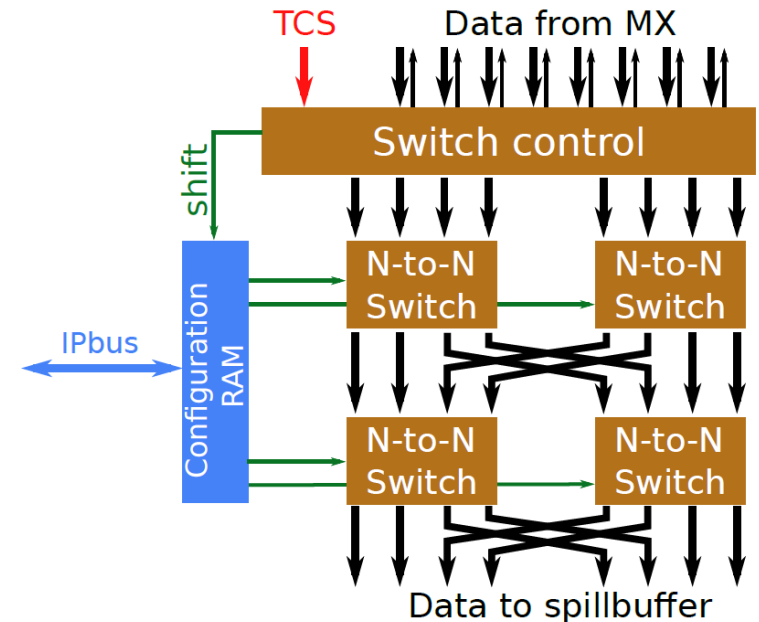 TCS
Data from MX
Switch control
shift
N-to-N
Switch
N-to-N
Switch
IPbus
Configuration
RAM
N-to-N
Switch
N-to-N
Switch
Data to spillbuffer